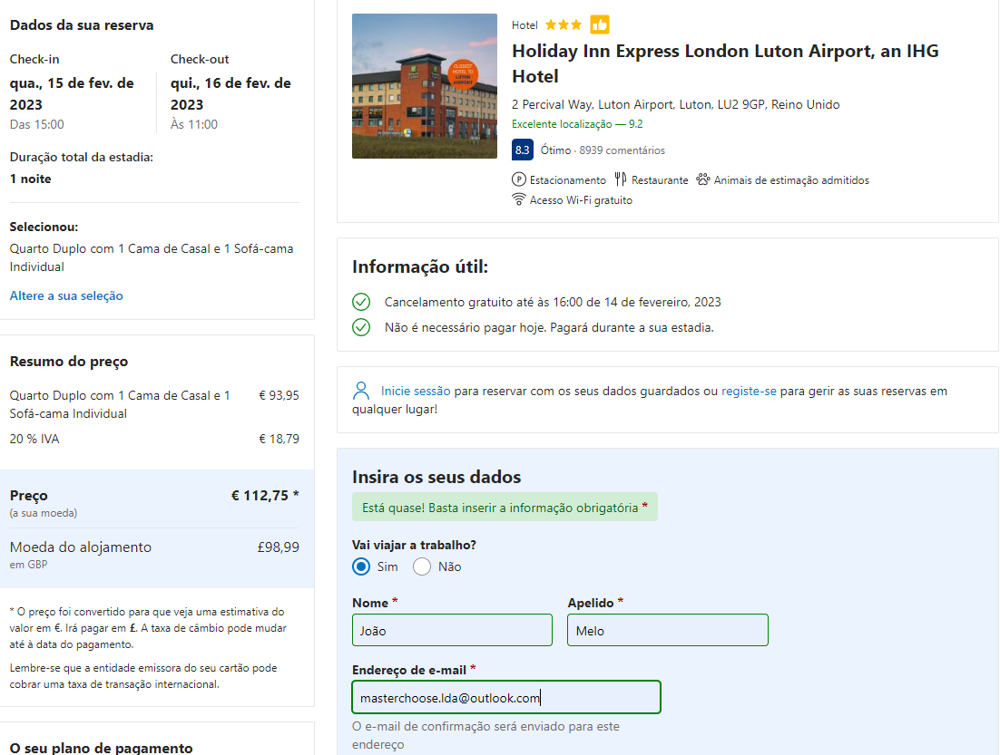 Dados da sua reserva
Check-in
qua., 15 de fev. de
2023
Das 15:00
Check-out
qui., 16 de fev. de
2023
Às 11:00
Duração total da estadia:
1 noite
Selecionou:
Quarto Duplo com 1 Cama de Casal e 1 Sofá-cama
Individual
Altere a sua seleção
Resumo do preço
Quarto Duplo com 1 Cama de Casal e 1 € 93,95
Sofá-cama Individual
20 % IVA € 18,79
Preço € 112,75 *
(a sua moeda)
Moeda do alojamento £98,99
em GBP
* O preço foi convertido para que veja uma estimativa do
valor em €. Irá pagar em £. A taxa de câmbio pode mudar
até à data do pagamento.
Lembre-se que a entidade emissora do seu cartão pode
cobrar uma taxa de transação internacional.
O seu plano de pagamento
CLOSEST
HOTEL TO
LUTON
AIRPORT
Hotel
Holiday Inn Express London Luton Airport, an IHG
Hotel
2 Percival Way, Luton Airport, Luton, LU2 9GP, Reino Unido
Excelente localização — 9.2
8.3 Ótimo · 8939 comentários
P Estacionamento Restaurante Animais de estimação admitidos
Acesso Wi-Fi gratuito
Informação útil:
Cancelamento gratuito até às 16:00 de 14 de fevereiro, 2023
Não é necessário pagar hoje. Pagará durante a sua estadia.
Inicie sessão para reservar com os seus dados guardados ou registe-se para gerir as suas reservas em
qualquer lugar!
Insira os seus dados
Está quase! Basta inserir a informação obrigatória *
Vai viajar a trabalho?
Sim Não
Nome * Apelido *
João Melo
Endereço de e-mail *
masterchoose.lda@outlook.com
O e-mail de confirmação será enviado para este
endereço